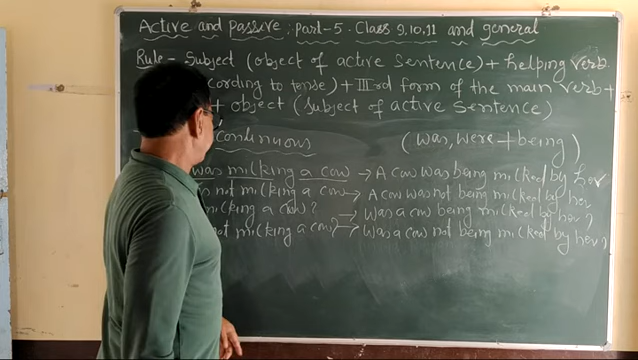 Active and passive : Part-5. Class 9,10,11 and general
Rule - Subject (object of active sentence) + helping verb.
cording to tense) + IIIrd form of the main verb +
+ object (subject of active sentence)
continuous (was, were + being)
was milking a cow → A cow was being milked by her
not milking a cow → A cow was not being milked by her
milking a cow? → Was a cow being milked by her?
not milking a cow? → Was a cow not being milked by her?